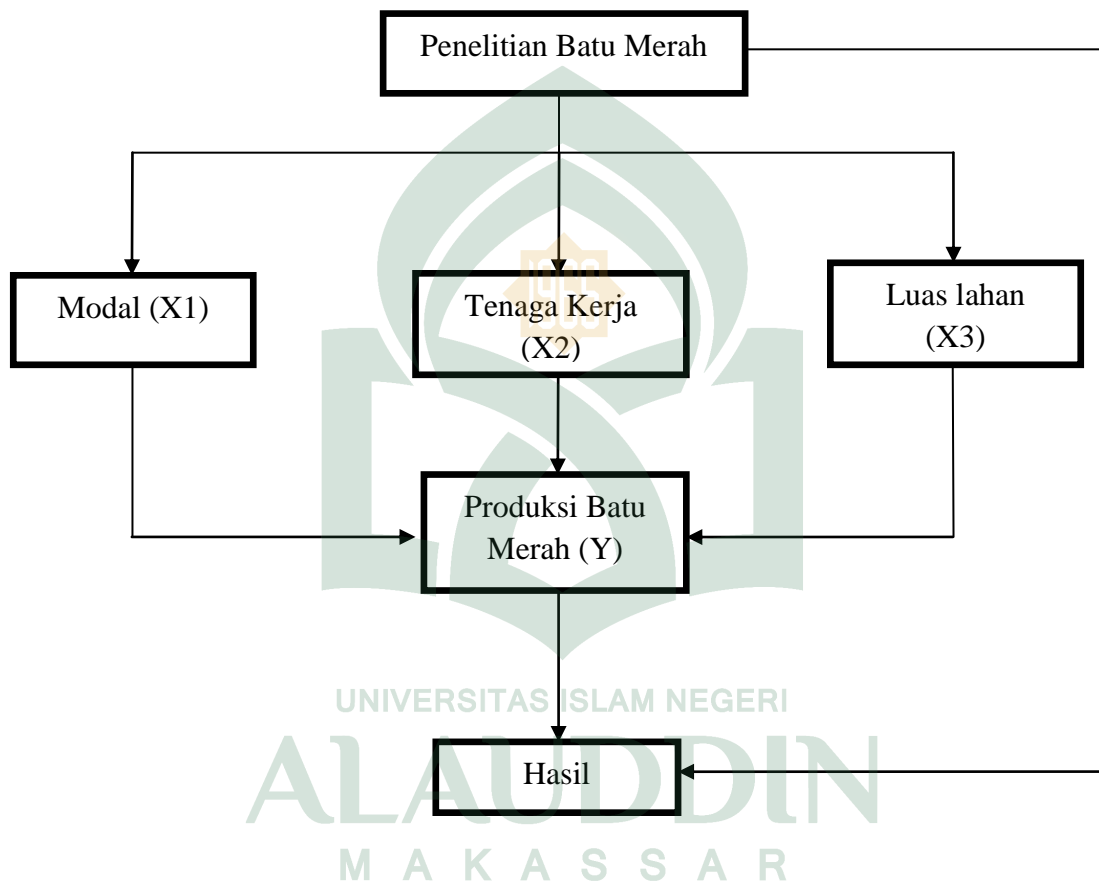 Penelitian Batu Merah
Modal (X1)
Tenaga Kerja
(X2)
Luas lahan
(X3)
1965
Produksi Batu
Merah (Y)
UNIVERSITAS ISLAM NEGERI
Hasil
ALAUDDIN
MAKASSAR